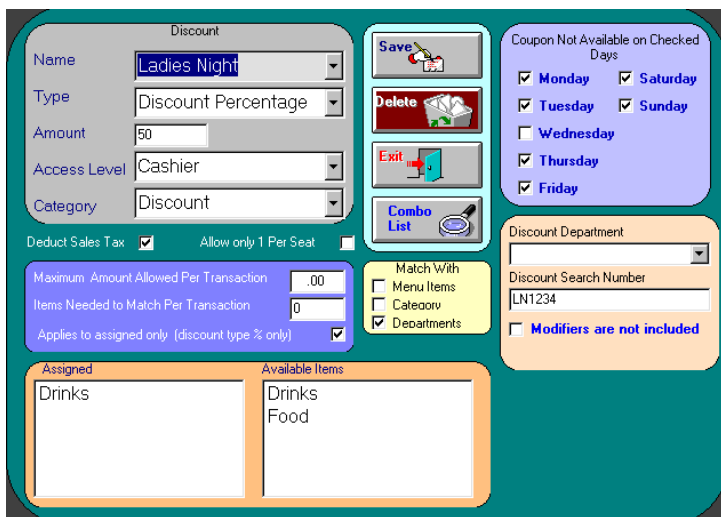 Discount
Name
Ladies Night
Type
Discount Percentage
Amount
50
Access Level
Cashier
Category
Discount
Deduct Sales Tax
Allow only 1 Per Seat
Save
Delete
Exit
Combo
List
Coupon Not Available on Checked
Days
Monday
Saturday
Tuesday
Sunday
Wednesday
Thursday
Friday
Maximum Amount Allowed Per Transaction
.00
Items Needed to Match Per Transaction
0
Applies to assigned only (discount type % only)
Match With
Menu Items
Category
Departments
Discount Department
Discount Search Number
LN1234
Modifiers are not included
Assigned
Drinks
Available Items
Drinks
Food